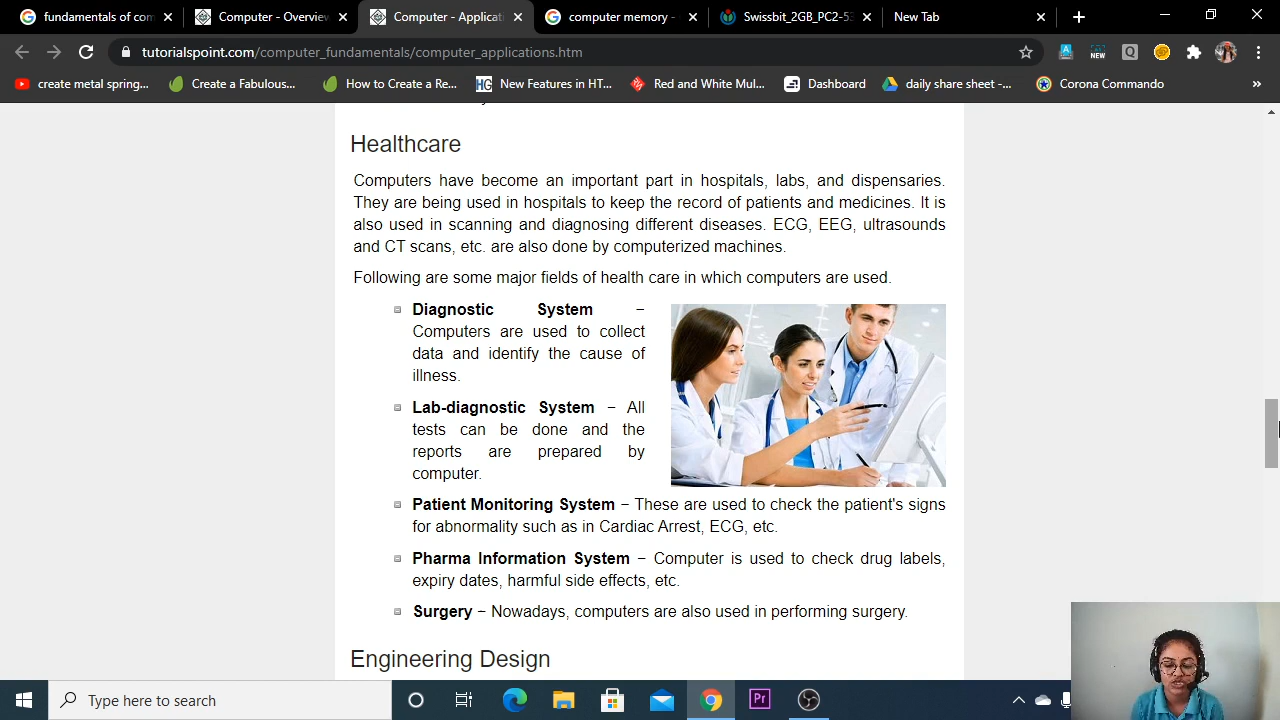 fundamentals of com
Computer - Overview
Computer - Applicati
computer memory -
Swissbit_2GB_PC2-53
New Tab
tutorialspoint.com/computer_fundamentals/computer_applications.htm
NEW
create metal spring...
Create a Fabulous...
How to Create a Re...
New Features in HT...
Red and White Mul...
Dashboard
daily share sheet -...
Corona Commando
Healthcare
Computers have become an important part in hospitals, labs, and dispensaries.
They are being used in hospitals to keep the record of patients and medicines. It is
also used in scanning and diagnosing different diseases. ECG, EEG, ultrasounds
and CT scans, etc. are also done by computerized machines.
Following are some major fields of health care in which computers are used.
Diagnostic System −
Computers are used to collect
data and identify the cause of
illness.
Lab-diagnostic System − All
tests can be done and the
reports are prepared by
computer.
Patient Monitoring System − These are used to check the patient's signs
for abnormality such as in Cardiac Arrest, ECG, etc.
Pharma Information System − Computer is used to check drug labels,
expiry dates, harmful side effects, etc.
Surgery − Nowadays, computers are also used in performing surgery.
Engineering Design
Type here to search
Pr